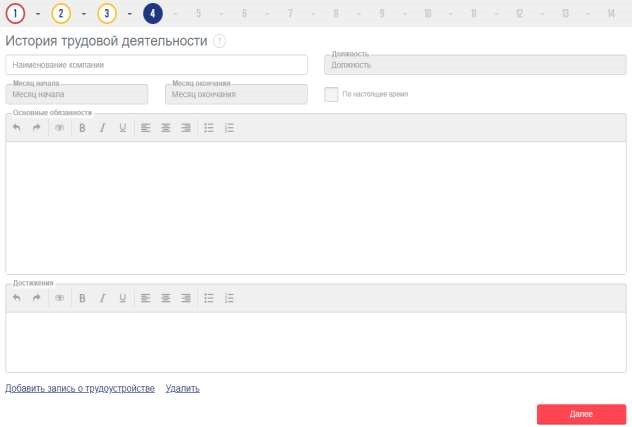 1 - 2 - 3 - 4 - 5 - 6 - 7 - 8 - 9 - 10 - 11 - 12 - 13 - 14
История трудовой деятельности ?
Наименование компании
Должность
Должность
Месяц начала
Месяц окончания
Месяц начала
Месяц окончания
По настоящее время
Основные обязанности
B I U
Достижения
B I U
Добавить запись о трудоустройстве Удалить
Далее